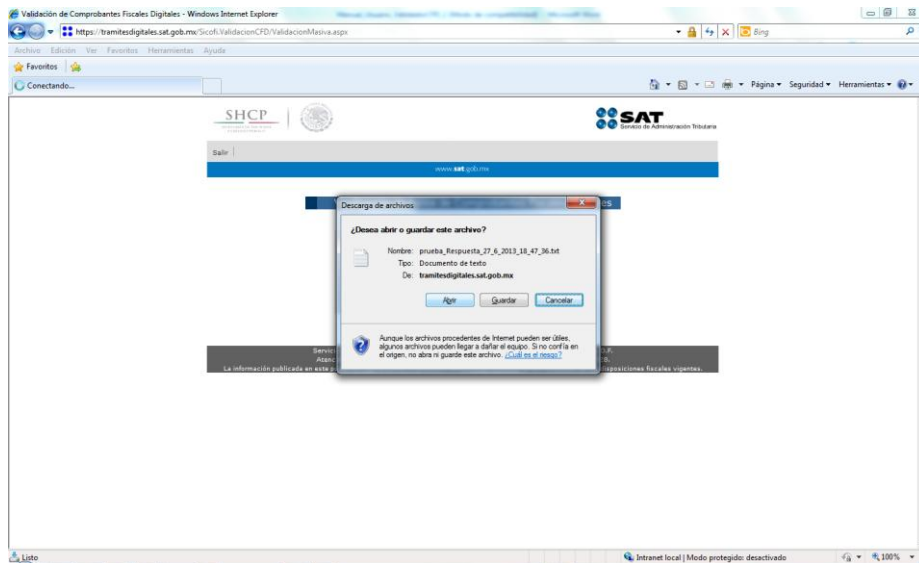 Validación de Comprobantes Fiscales Digitales - Windows Internet Explorer
https://tramitesdigitales.sat.gob.mx/Sicofi.ValidacionCFD/ValidacionMasiva.aspx
Bing
Archivo Edición Ver Favoritos Herramientas Ayuda
Favoritos
Conectando...
Página Seguridad Herramientas
SHCP
SAT
Servicio de Administración Tributaria
Salir
www.sat.gob.mx
Descarga de archivos
es
¿Desea abrir o guardar este archivo?
Nombre: prueba_Respuesta_27_6_2013_18_47_36.txt
Tipo: Documento de texto
De: tramitesdigitales.sat.gob.mx
Abrir Guardar Cancelar
Aunque los archivos procedentes de Internet pueden ser útiles,
algunos archivos pueden llegar a dañar el equipo. Si no confía en
el origen, no abra ni guarde este archivo. ¿Cuál es el riesgo?
La información publicada en este disposiciones fiscales vigentes.
Listo
Intranet local | Modo protegido: desactivado
100%